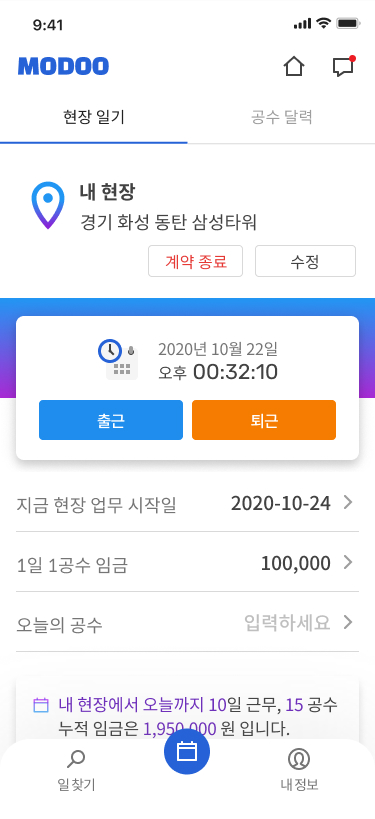 9:41
MODOO
현장 일기
공수 달력
내 현장
경기 화성 동탄 삼성타워
계약 종료
수정
2020년 10월 22일
오후 00:32:10
출근
퇴근
지금 현장 업무 시작일 2020-10-24
1일 1공수 임금 100,000
오늘의 공수 입력하세요
내 현장에서 오늘까지 10일 근무, 15 공수
누적 임금은 1,950,000 원 입니다.
일찾기
내정보